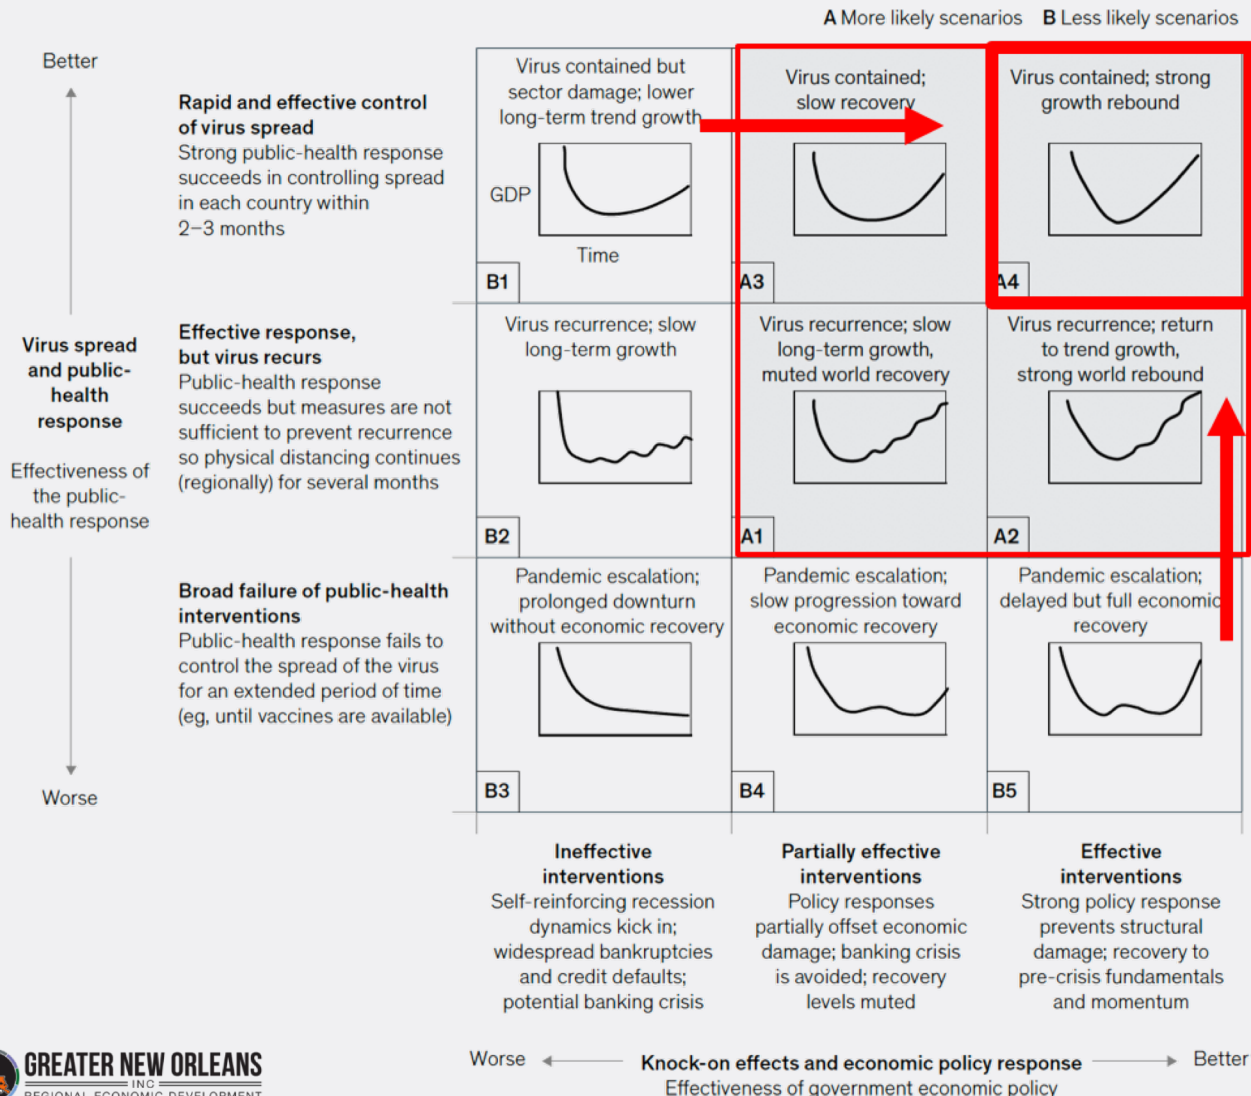 A More likely scenarios   B Less likely scenarios
Better
Rapid and effective control
of virus spread
Strong public-health response
succeeds in controlling spread
in each country within
2–3 months
Virus contained but
sector damage; lower
long-term trend growth
GDP
Time
B1
Virus contained;
slow recovery
A3
Virus contained; strong
growth rebound
A4
Virus spread
and public-
health
response
Effectiveness of
the public-
health response
Effective response,
but virus recurs
Public-health response
succeeds but measures are not
sufficient to prevent recurrence
so physical distancing continues
(regionally) for several months
Virus recurrence; slow
long-term growth
B2
Virus recurrence; slow
long-term growth,
muted world recovery
A1
Virus recurrence; return
to trend growth,
strong world rebound
A2
Broad failure of public-health
interventions
Public-health response fails to
control the spread of the virus
for an extended period of time
(eg, until vaccines are available)
Pandemic escalation;
prolonged downturn
without economic recovery
B3
Pandemic escalation;
slow progression toward
economic recovery
B4
Pandemic escalation;
delayed but full economic
recovery
B5
Worse
Ineffective
interventions
Self-reinforcing recession
dynamics kick in;
widespread bankruptcies
and credit defaults;
potential banking crisis
Partially effective
interventions
Policy responses
partially offset economic
damage; banking crisis
is avoided; recovery
levels muted
Effective
interventions
Strong policy response
prevents structural
damage; recovery to
pre-crisis fundamentals
and momentum
Worse
Knock-on effects and economic policy response
Better
Effectiveness of government economic policy
GREATER NEW ORLEANS
INC
REGIONAL ECONOMIC DEVELOPMENT